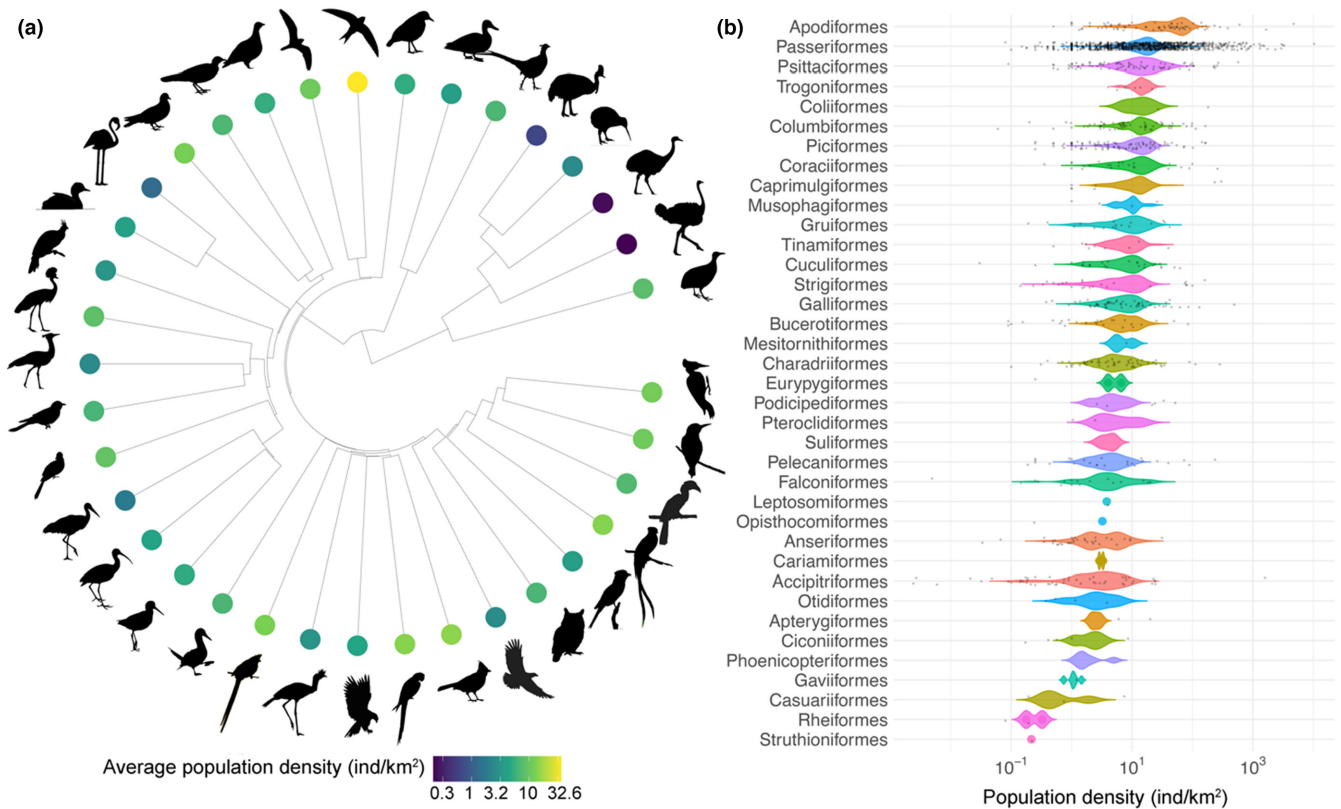 (a)
Average population density (ind/km²)
0.3 1 3.2 10 32.6
(b)
Apodiformes
Passeriformes
Psittaciformes
Trogoniformes
Coliiformes
Columbiformes
Piciformes
Coraciiformes
Caprimulgiformes
Musophagiformes
Gruiformes
Tinamiformes
Cuculiformes
Strigiformes
Galliformes
Bucerotiformes
Mesitornithiformes
Charadriiformes
Eurypygiformes
Podicipediformes
Pteroclidiformes
Suliformes
Pelecaniformes
Falconiformes
Leptosomiformes
Opisthocomiformes
Anseriformes
Cariamiformes
Accipitriformes
Otidiformes
Apterygiformes
Ciconiiformes
Phoenicopteriformes
Gaviiformes
Casuariiformes
Rheiformes
Struthioniformes
10⁻¹ 10¹ 10³
Population density (ind/km²)